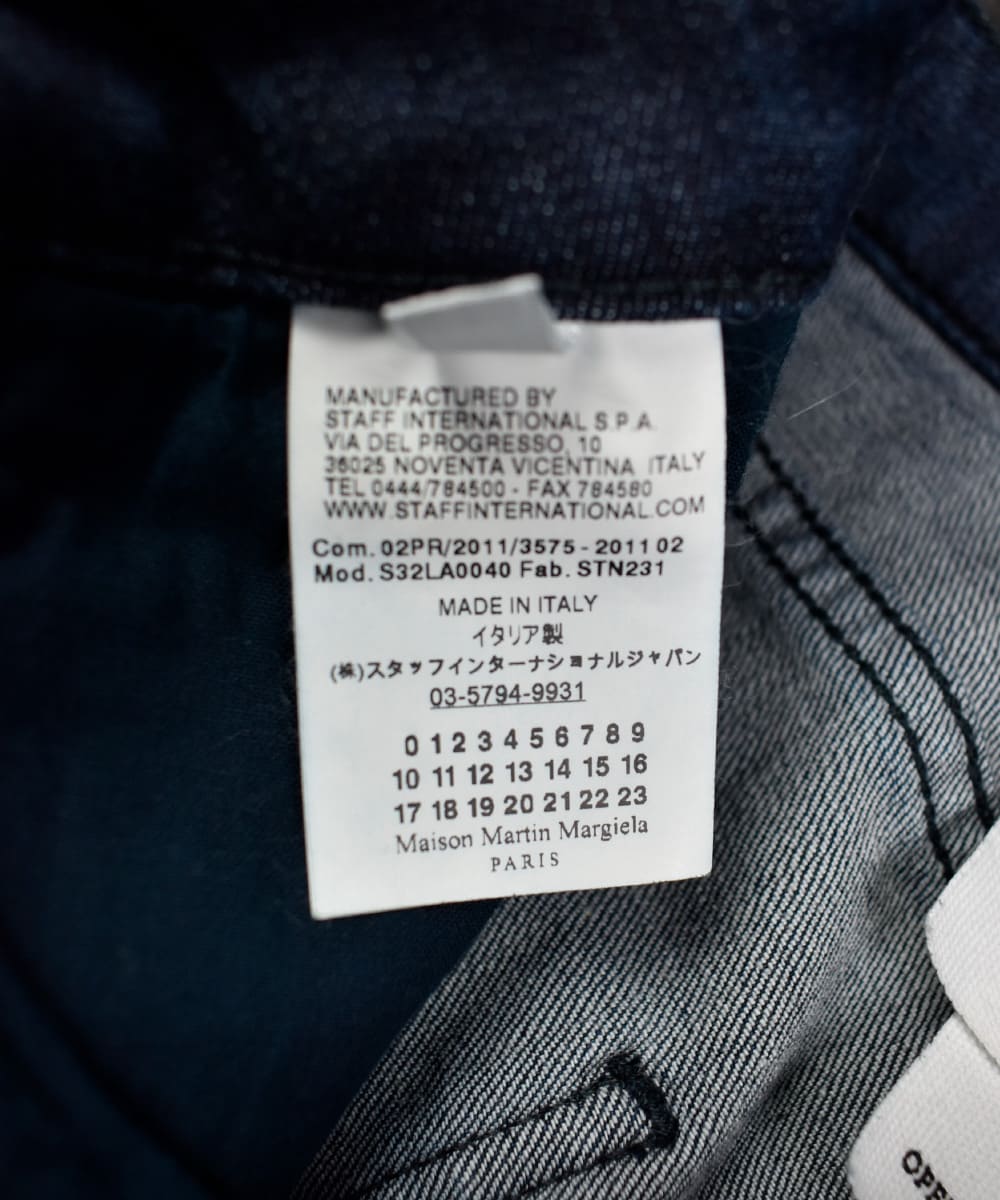 MANUFACTURED BY
STAFF INTERNATIONAL S.P.A.
VIA DEL PROGRESSO, 10
36025 NOVENTA VICENTINA ITALY
TEL 0444/784500 - FAX 784580
WWW.STAFFINTERNATIONAL.COM
Com. 02PR/2011/3575 - 2011 02
Mod. S32LA0040 Fab. STN231
MADE IN ITALY
イタリア製
(株)スタッフインターナショナルジャパン
03-5794-9931
0 1 2 3 4 5 6 7 8 9
10 11 12 13 14 15 16
17 18 19 20 21 22 23
Maison Martin Margiela
PARIS